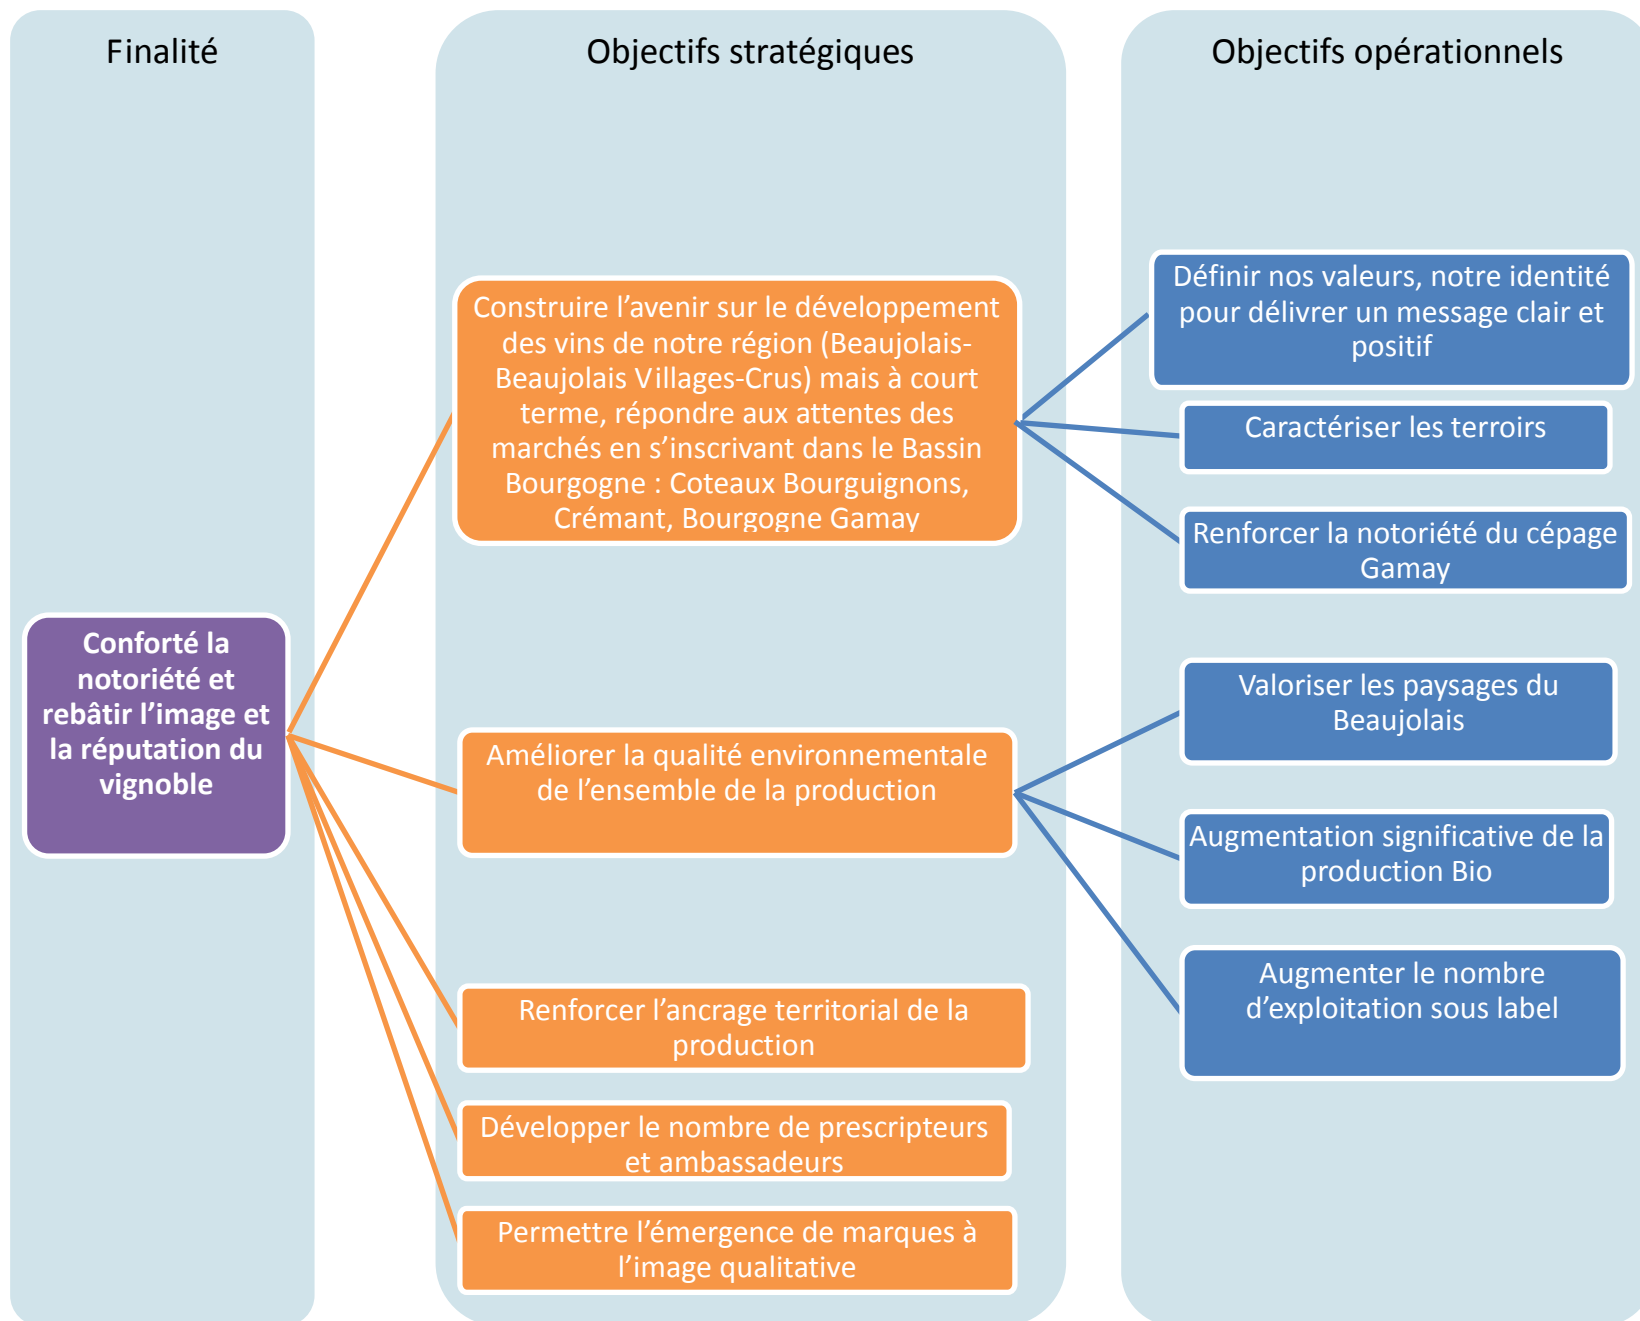 Finalité
Objectifs stratégiques
Objectifs opérationnels
Conforté la
notoriété et
rebâtir l’image et
la réputation du
vignoble
Construire l’avenir sur le développement
des vins de notre région (Beaujolais-
Beaujolais Villages-Crus) mais à court
terme, répondre aux attentes des
marchés en s’inscrivant dans le Bassin
Bourgogne : Coteaux Bourguignons,
Crémant, Bourgogne Gamay
Améliorer la qualité environnementale
de l’ensemble de la production
Renforcer l’ancrage territorial de la
production
Développer le nombre de prescripteurs
et ambassadeurs
Permettre l’émergence de marques à
l’image qualitative
Définir nos valeurs, notre identité
pour délivrer un message clair et
positif
Caractériser les terroirs
Renforcer la notoriété du cépage
Gamay
Valoriser les paysages du
Beaujolais
Augmentation significative de la
production Bio
Augmenter le nombre
d’exploitation sous label